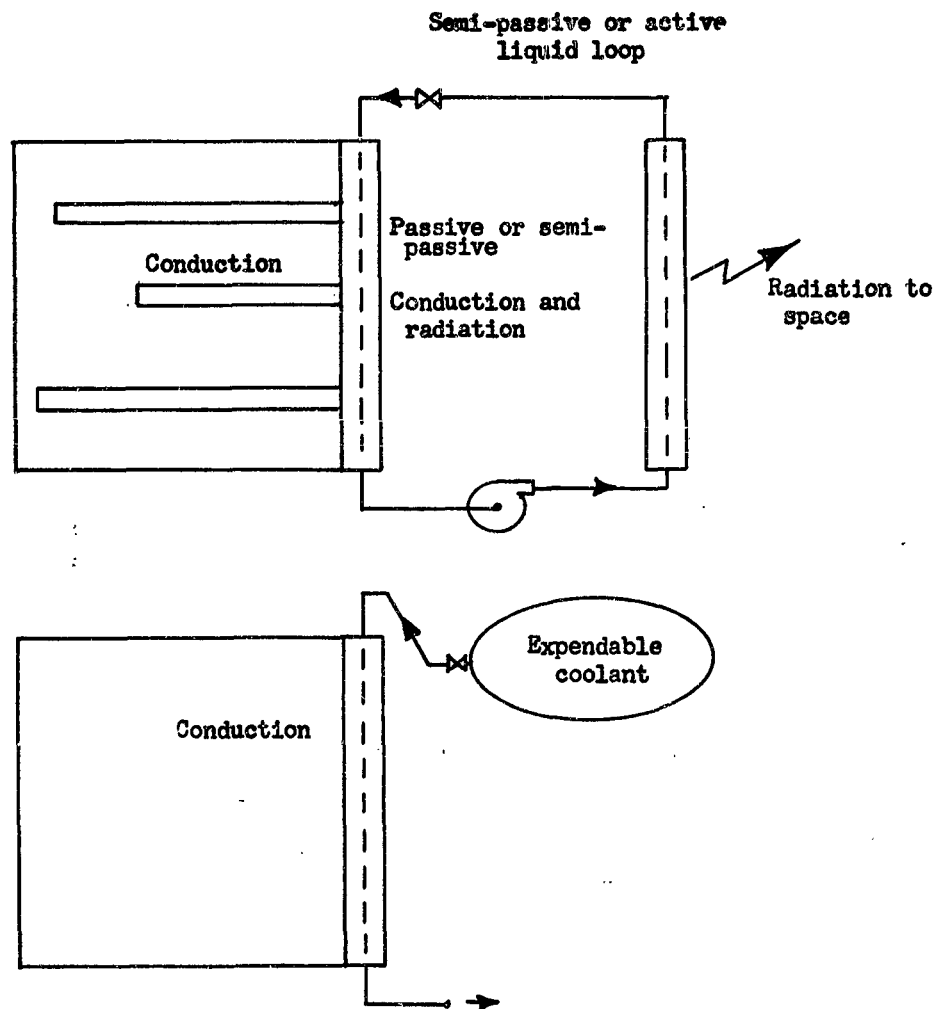 Semi-passive or active
liquid loop
Passive or semi-
passive
Conduction
Conduction and
radiation
Radiation to
space
Expendable
coolant
Conduction